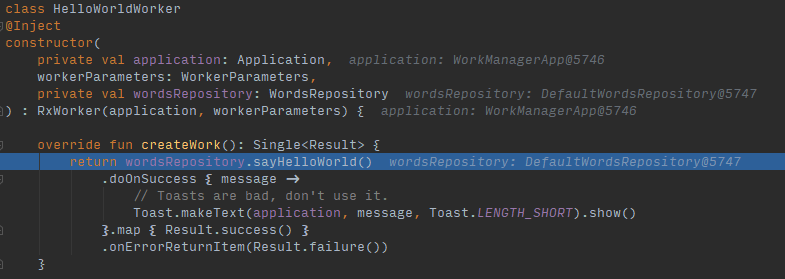 class HelloWorldWorker
@Inject
constructor(
    private val application: Application,  application: WorkManagerApp@5746
    workerParameters: WorkerParameters,
    private val wordsRepository: WordsRepository  wordsRepository: DefaultWordsRepository@5747
) : RxWorker(application, workerParameters) {  application: WorkManagerApp@5746
    override fun createWork(): Single<Result> {
        return wordsRepository.sayHelloWorld()  wordsRepository: DefaultWordsRepository@5747
            .doOnSuccess { message →
                // Toasts are bad, don't use it.
                Toast.makeText(application, message, Toast.LENGTH_SHORT).show()
            }.map { Result.success() }
            .onErrorReturnItem(Result.failure())
    }